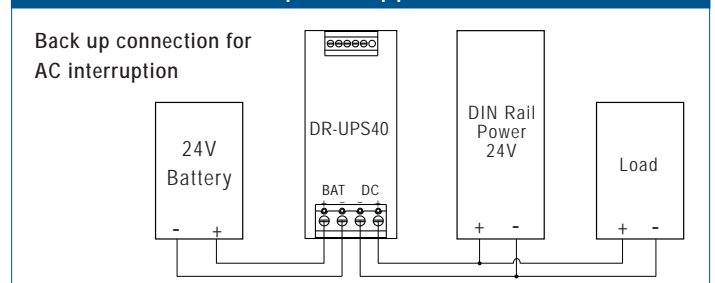 Back up connection for
AC interruption
24V
Battery
- +
DR-UPS40
BAT DC
+ - - +
DIN Rail
Power
24V
+ -
Load
+ -